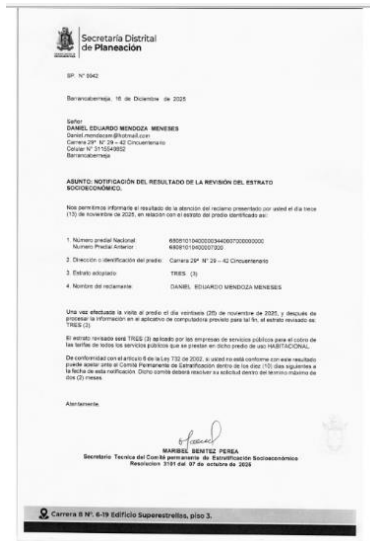 Secretaría Distrital
de Planeación
SP. N° 0942
Barrancabermeja, 16 de Diciembre de 2025
Señor
DANIEL EDUARDO MENDOZA MENESES
Daniel.mendacom@hotmail.com
Carrera 29ª N° 29 – 42 Cincuentenario
Celular N° 3115540852
Barrancabermeja
ASUNTO: NOTIFICACIÓN DEL RESULTADO DE LA REVISIÓN DEL ESTRATO
SOCIOECONÓMICO.
Nos permitimos informarle el resultado de la atención del reclamo presentado por usted el día trece
(13) de noviembre de 2025, en relación con el estrato del predio identificado así:
1. Número predial Nacional
Numero Predial Anterior : 68081010400007000
2. Dirección o identificación del predio: Carrera 29ª N° 29 – 42 Cincuentenario
3. Estrato adoptado TRES (3)
4. Nombre del reclamante DANIEL EDUARDO MENDOZA MENESES
Una vez efectuada la visita al predio el día (25) de noviembre de 2025, y después de
procesar la información en el aplicativo de computadora previsto para tal fin, el estrato revisado es:
TRES (3)
El estrato revisado será TRES (3) aplicado por las empresas de servicios públicos para el cobro de
las tarifas de todos los servicios públicos que se prestan en dicho predio de uso HABITACIONAL.
De conformidad con el artículo 6 de la Ley 732 de 2002, si usted no está conforme con este resultado
puede apelar ante el Comité Permanente de Estratificación dentro de los diez (10) días siguientes a
la fecha de esta notificación. Dicho comité deberá resolver su solicitud dentro del término máximo de
dos (2) meses.
Atentamente,
MARIBEL BENITEZ PEREA
Secretaria Tecnica del Comité permanente de Estratificación Socioeconómico
Resolucion 3101 del 07 de octubre de 2025
Carrera 8 Nº. 6-19 Edificio Superestrellas, piso 3.